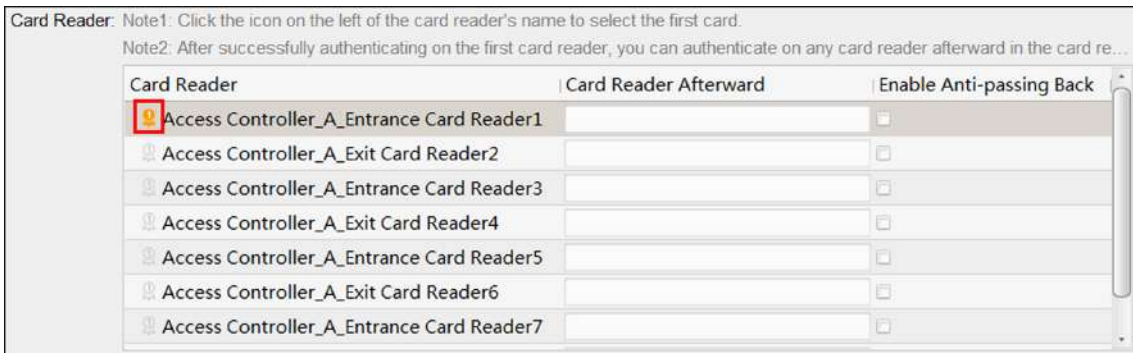 Card Reader: Note1: Click the icon on the left of the card reader's name to select the first card.
Note2: After successfully authenticating on the first card reader, you can authenticate on any card reader afterward in the card re...
Card Reader Card Reader Afterward Enable Anti-passing Back
Access Controller_A_Entrance Card Reader1
Access Controller_A_Exit Card Reader2
Access Controller_A_Entrance Card Reader3
Access Controller_A_Exit Card Reader4
Access Controller_A_Entrance Card Reader5
Access Controller_A_Exit Card Reader6
Access Controller_A_Entrance Card Reader7